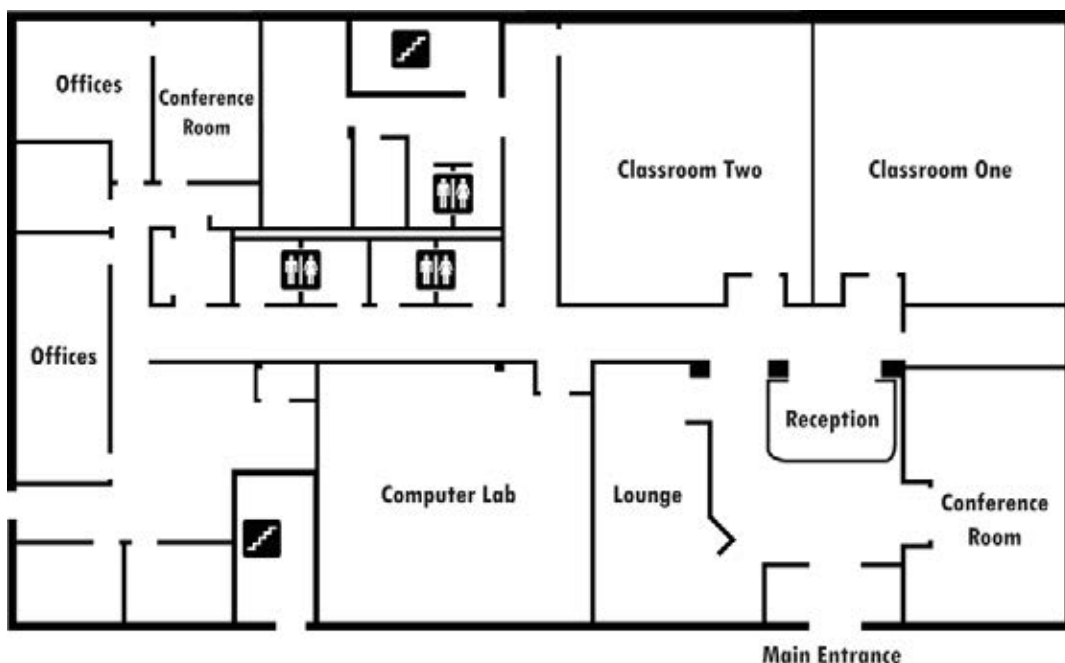 Offices
Conference
Room
Classroom Two
Classroom One
Offices
Reception
Computer Lab
Lounge
Conference
Room
Main Entrance